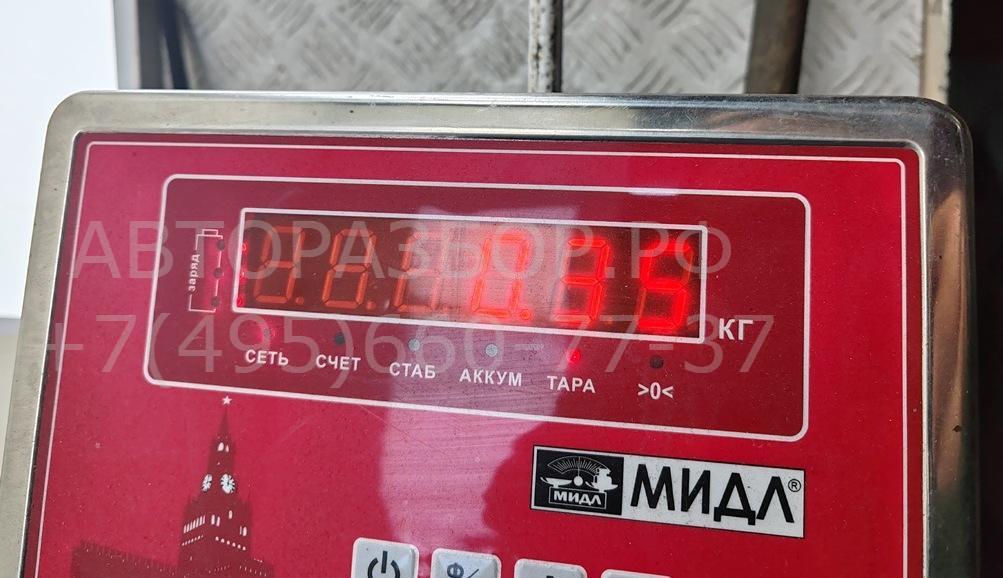 АВТОРАЗБОР.РФ
+7(495)660-77-37
заряд
0.35
КГ
СЕТЬ СЧЕТ СТАБ АККУМ ТАРА >0<
МИДЛ МИДЛ®